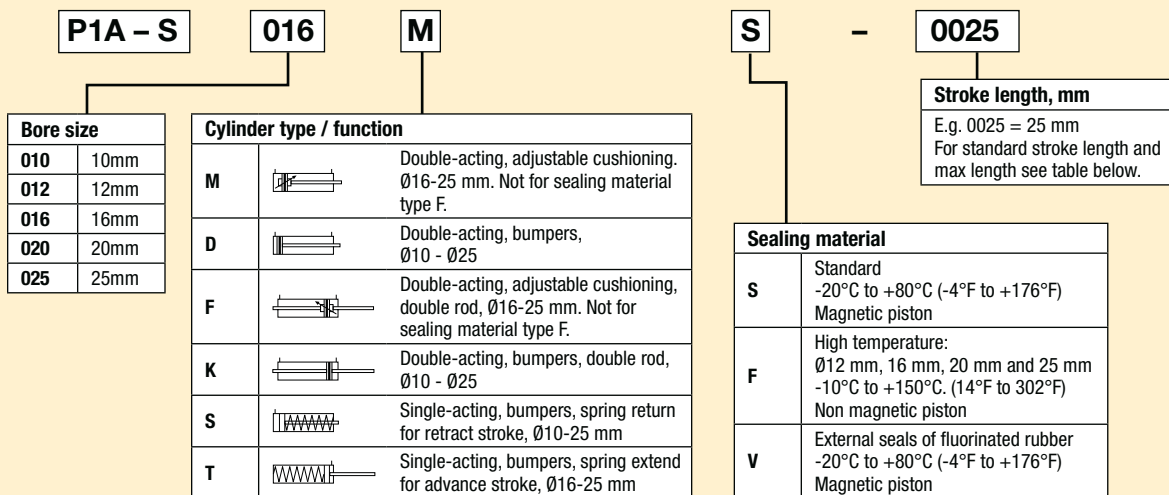 P1A – S 016 M S – 0025
Bore size
010 10mm
012 12mm
016 16mm
020 20mm
025 25mm
Cylinder type / function
M Double-acting, adjustable cushioning.
Ø16-25 mm. Not for sealing material
type F.
D Double-acting, bumpers,
Ø10 - Ø25
F Double-acting, adjustable cushioning,
double rod, Ø16-25 mm. Not for
sealing material type F.
K Double-acting, bumpers, double rod,
Ø10 - Ø25
S Single-acting, bumpers, spring return
for retract stroke, Ø10-25 mm
T Single-acting, bumpers, spring extend
for advance stroke, Ø16-25 mm
Stroke length, mm
E.g. 0025 = 25 mm
For standard stroke length and
max length see table below.
Sealing material
S Standard
-20°C to +80°C (-4°F to +176°F)
Magnetic piston
F High temperature:
Ø12 mm, 16 mm, 20 mm and 25 mm
-10°C to +150°C. (14°F to 302°F)
Non magnetic piston
V External seals of fluorinated rubber
-20°C to +80°C (-4°F to +176°F)
Magnetic piston